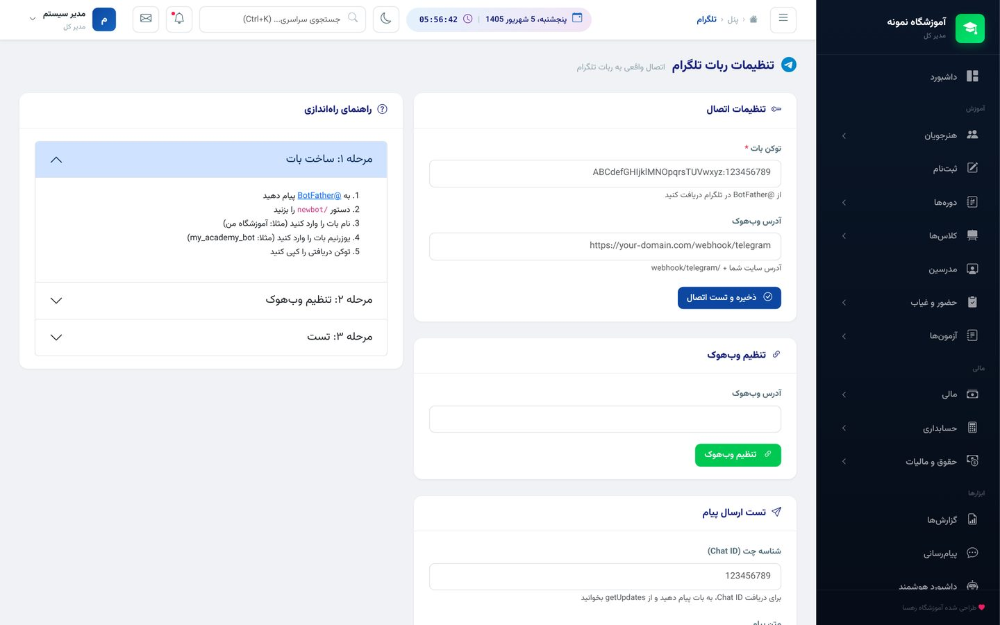 آموزشگاه نمونه
مدیر کل
داشبورد
آموزش
هنرجویان
ثبت‌نام
دوره‌ها
کلاس‌ها
مدرسین
حضور و غیاب
آزمون‌ها
مالی
مالی
حسابداری
حقوق و مالیات
ابزارها
گزارش‌ها
پیام‌رسانی
داشبورد هوشمند
طراحی شده آموزشگاه رهسا
پنل › تلگرام
پنجشنبه، 5 شهریور 1405 | 05:56:42
جستجوی سراسری... (Ctrl+K)
م
مدیر سیستم
مدیر کل
تنظیمات ربات تلگرام اتصال واقعی به ربات تلگرام
تنظیمات اتصال
توکن بات *
123456789:ABCdefGHIjklMNOpqrsTUVwxyz
از @BotFather در تلگرام دریافت کنید
آدرس وب‌هوک
https://your-domain.com/webhook/telegram
آدرس سایت شما + /webhook/telegram
ذخیره و تست اتصال
تنظیم وب‌هوک
آدرس وب‌هوک
تنظیم وب‌هوک
تست ارسال پیام
شناسه چت (Chat ID)
123456789
برای دریافت Chat ID، به بات پیام دهید و از getUpdates بخوانید
متن پیام
راهنمای راه‌اندازی
مرحله ۱: ساخت بات
1. به @BotFather پیام دهید
2. دستور /newbot را بزنید
3. نام بات را وارد کنید (مثلا: آموزشگاه من)
4. یوزرنیم بات را وارد کنید (مثلا: my_academy_bot)
5. توکن دریافتی را کپی کنید
مرحله ۲: تنظیم وب‌هوک
مرحله ۳: تست